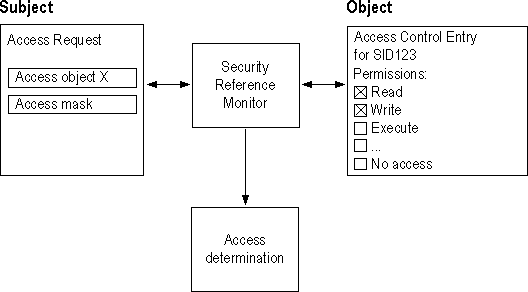 Subject
Access Request
Access object X
Access mask
Security
Reference
Monitor
Object
Access Control Entry
for SID123
Permissions:
Read
Write
Execute
...
No access
Access
determination